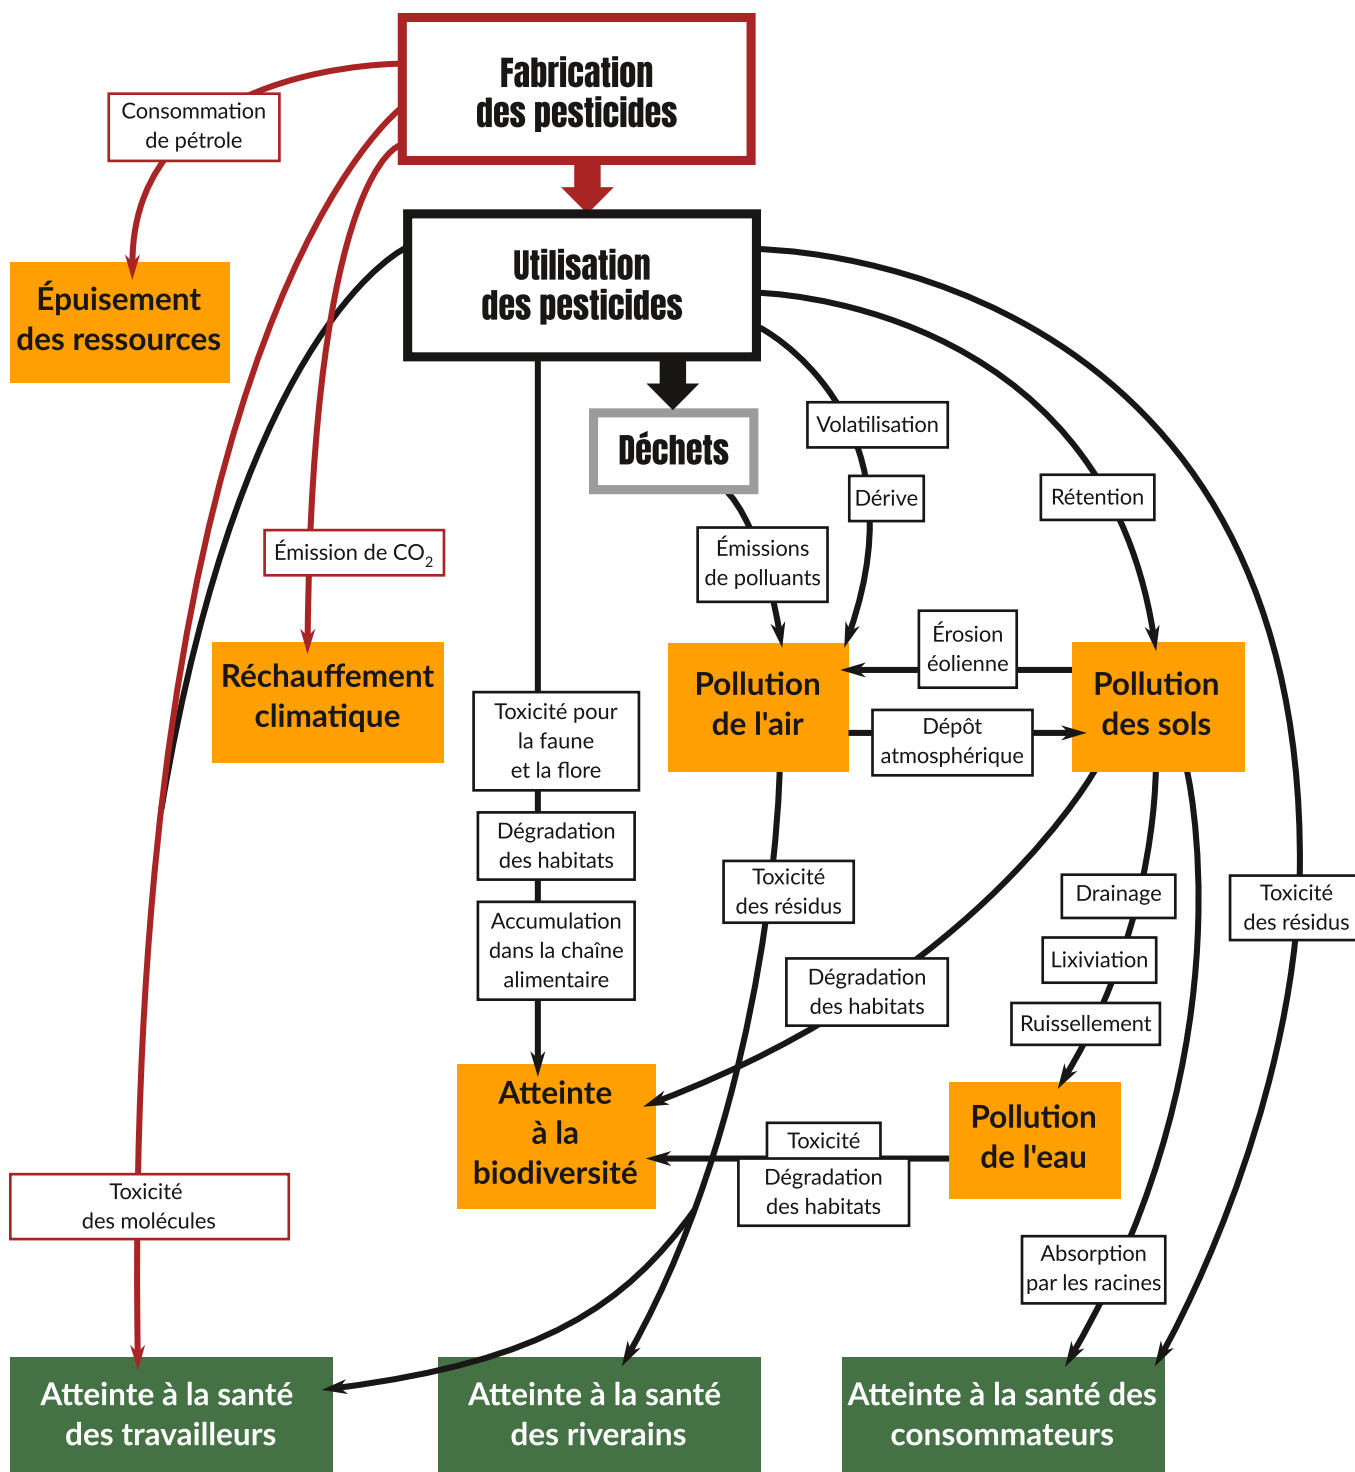 Fabrication
des pesticides
Consommation
de pétrole
Utilisation
des pesticides
Épuisement
des ressources
Déchets
Volatilisation
Dérive
Rétention
Émission de CO₂
Émissions
de polluants
Érosion
éolienne
Réchauffement
climatique
Pollution
de l'air
Pollution
des sols
Dépôt
atmosphérique
Toxicité pour
la faune
et la flore
Dégradation
des habitats
Accumulation
dans la chaîne
alimentaire
Toxicité
des résidus
Drainage
Toxicité
des résidus
Lixiviation
Dégradation
des habitats
Ruissellement
Atteinte
à la
biodiversité
Pollution
de l'eau
Toxicité
Dégradation
des habitats
Toxicité
des molécules
Absorption
par les racines
Atteinte à la santé
des travailleurs
Atteinte à la santé
des riverains
Atteinte à la santé des
consommateurs